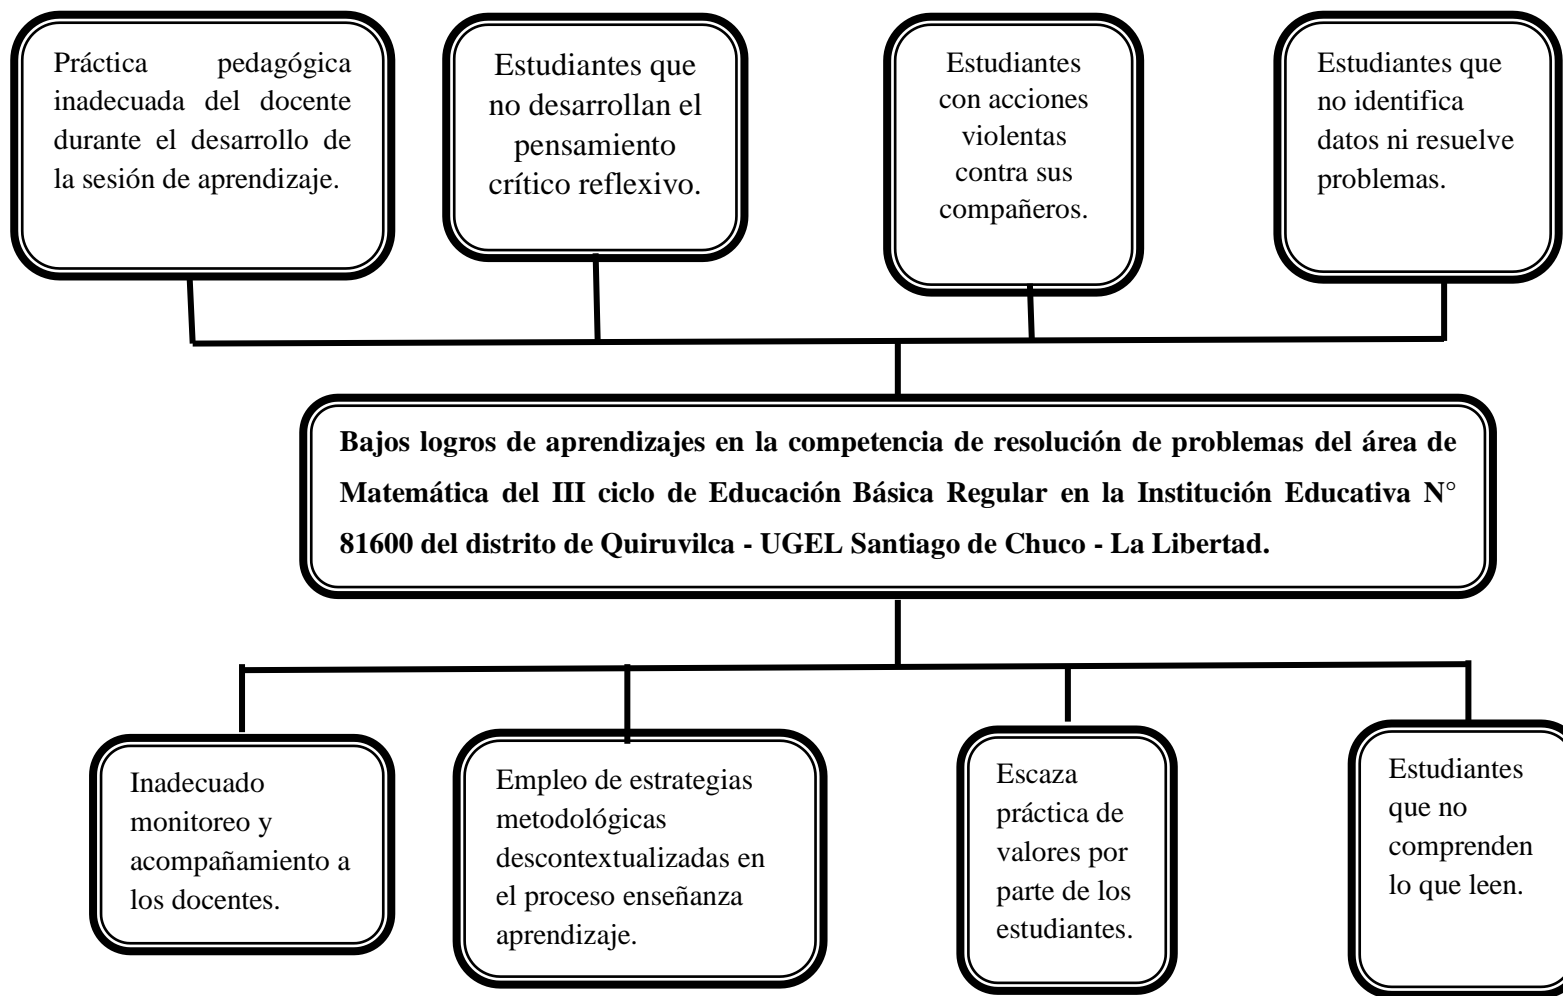 Práctica pedagógica
inadecuada del docente
durante el desarrollo de
la sesión de aprendizaje.
Estudiantes que
no desarrollan el
pensamiento
crítico reflexivo.
Estudiantes
con acciones
violentas
contra sus
compañeros.
Estudiantes que
no identifica
datos ni resuelve
problemas.
Bajos logros de aprendizajes en la competencia de resolución de problemas del área de
Matemática del III ciclo de Educación Básica Regular en la Institución Educativa N°
81600 del distrito de Quiruvilca - UGEL Santiago de Chuco - La Libertad.
Inadecuado
monitoreo y
acompañamiento a
los docentes.
Empleo de estrategias
metodológicas
descontextualizadas en
el proceso enseñanza
aprendizaje.
Escaza
práctica de
valores por
parte de los
estudiantes.
Estudiantes
que no
comprenden
lo que leen.